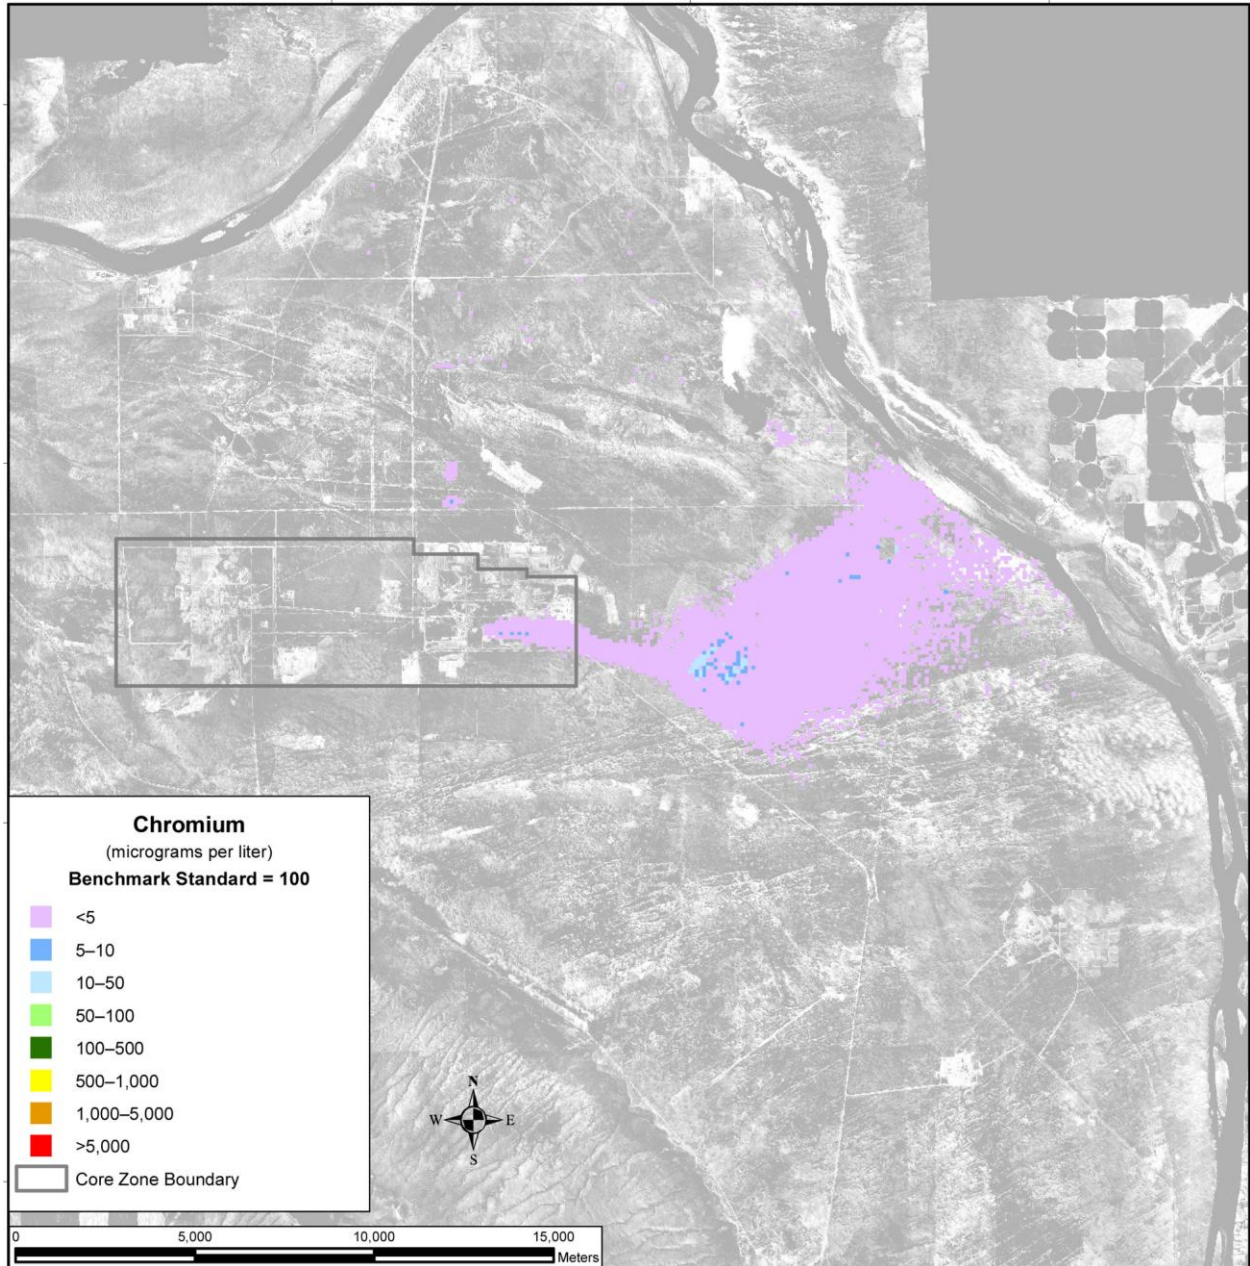 Chromium
(micrograms per liter)
Benchmark Standard = 100
<5
5–10
10–50
50–100
100–500
500–1,000
1,000–5,000
>5,000
Core Zone Boundary
N
W E
S
0 5,000 10,000 15,000
Meters